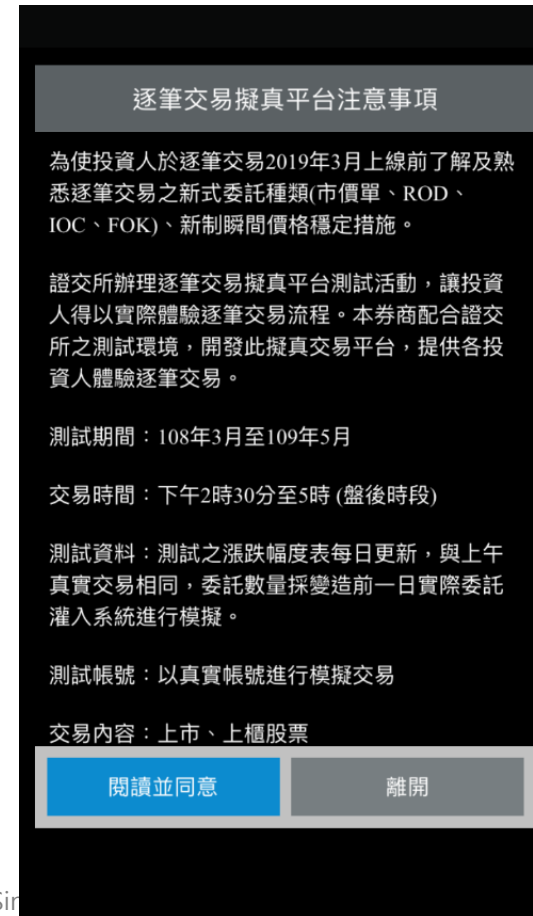 逐筆交易擬真平台注意事項
為使投資人於逐筆交易2019年3月上線前了解及熟
悉逐筆交易之新式委託種類(市價單、ROD、
IOC、FOK)、新制瞬間價格穩定措施。
證交所辦理逐筆交易擬真平台測試活動，讓投資
人得以實際體驗逐筆交易流程。本券商配合證交
所之測試環境，開發此擬真交易平台，提供各投
資人體驗逐筆交易。
測試期間：108年3月至109年5月
交易時間：下午2時30分至5時 (盤後時段)
測試資料：測試之漲跌幅度表每日更新，與上午
真實交易相同，委託數量採變造前一日實際委託
灌入系統進行模擬。
測試帳號：以真實帳號進行模擬交易
交易內容：上市、上櫃股票
閱讀並同意
離開